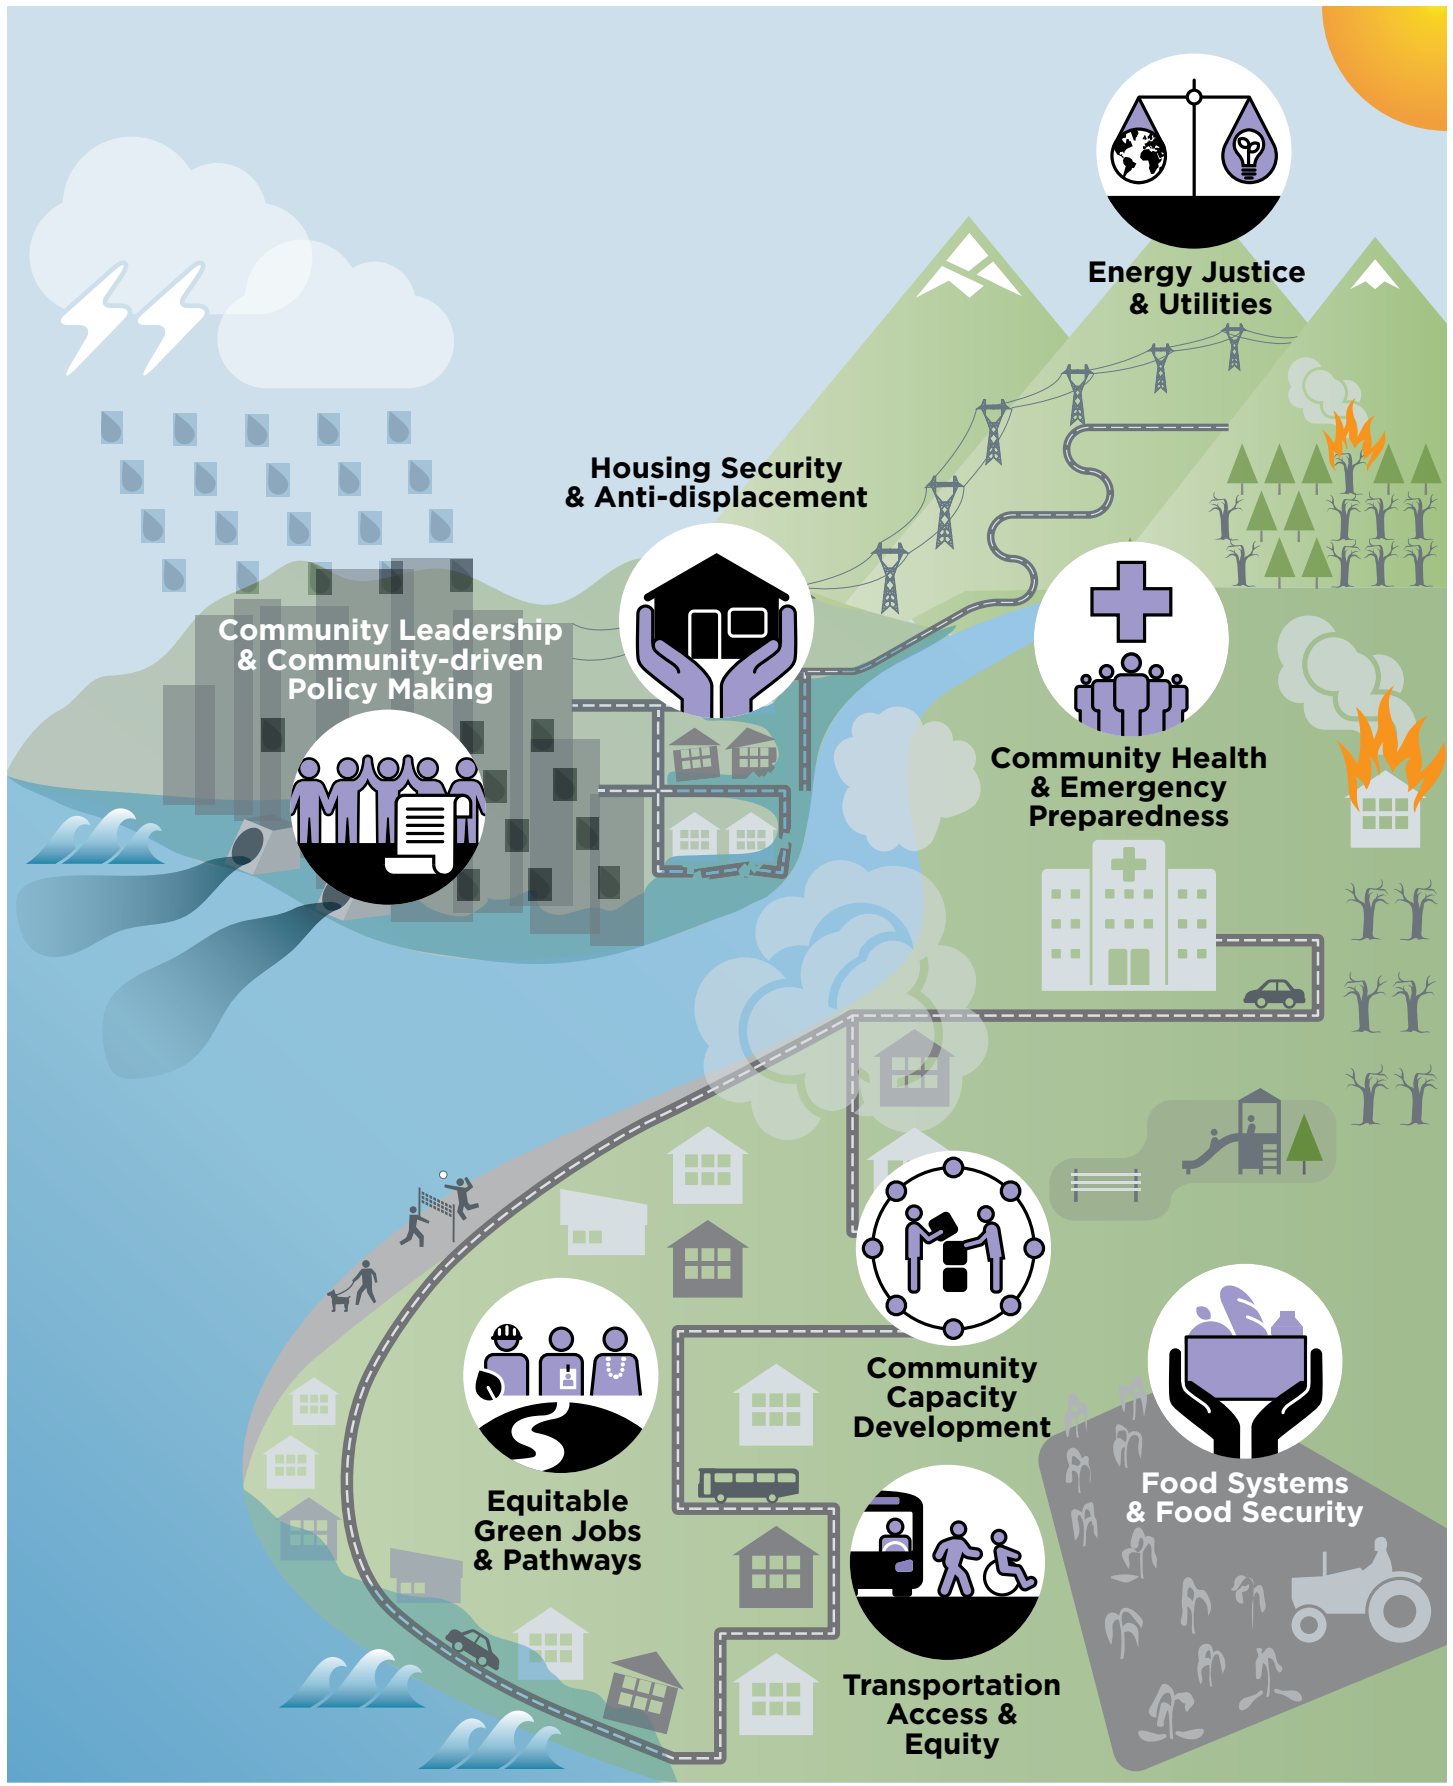 Energy Justice
& Utilities
Housing Security
& Anti-displacement
Community Leadership
& Community-driven
Policy Making
Community Health
& Emergency
Preparedness
Community
Capacity
Development
Equitable
Green Jobs
& Pathways
Food Systems
& Food Security
Transportation
Access &
Equity